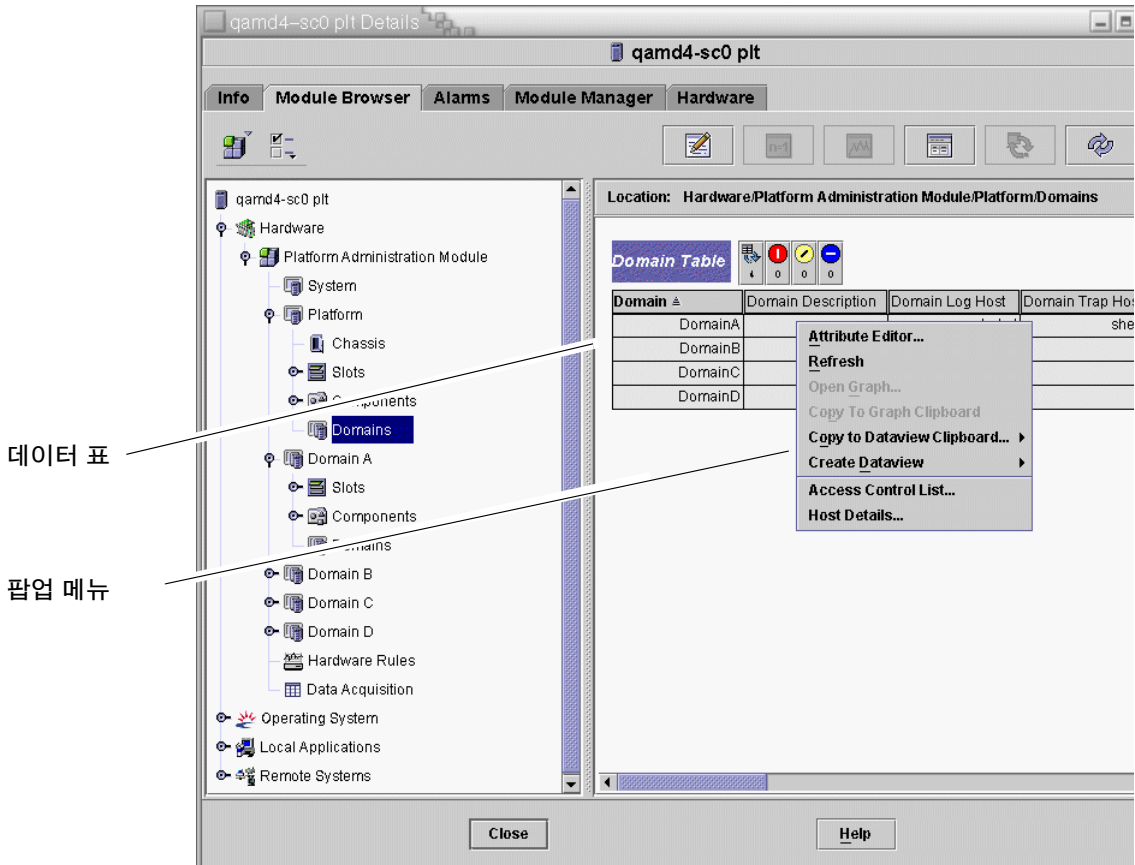 qamd4–sc0 plt Details
qamd4-sc0 plt
Info Module Browser Alarms Module Manager Hardware
qamd4-sc0 plt
Hardware
Platform Administration Module
System
Platform
Chassis
Slots
Components
Domains
Domain A
Slots
Components
Domains
Domain B
Domain C
Domain D
Hardware Rules
Data Acquisition
Operating System
Local Applications
Remote Systems
Location: Hardware/Platform Administration Module/Platform/Domains
Domain Table
4 0 0 0
Domain Domain Description Domain Log Host Domain Trap Hos
DomainA she
DomainB
DomainC
DomainD
Attribute Editor...
Refresh
Open Graph...
Copy To Graph Clipboard
Copy to Dataview Clipboard...
Create Dataview
Access Control List...
Host Details...
데이터 표
팝업 메뉴
Close Help